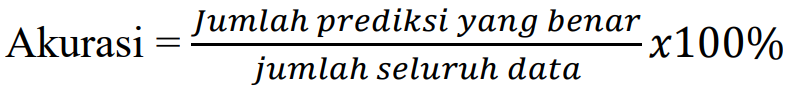 Akurasi = Jumlah prediksi yang benar
jumlah seluruh data
x100%